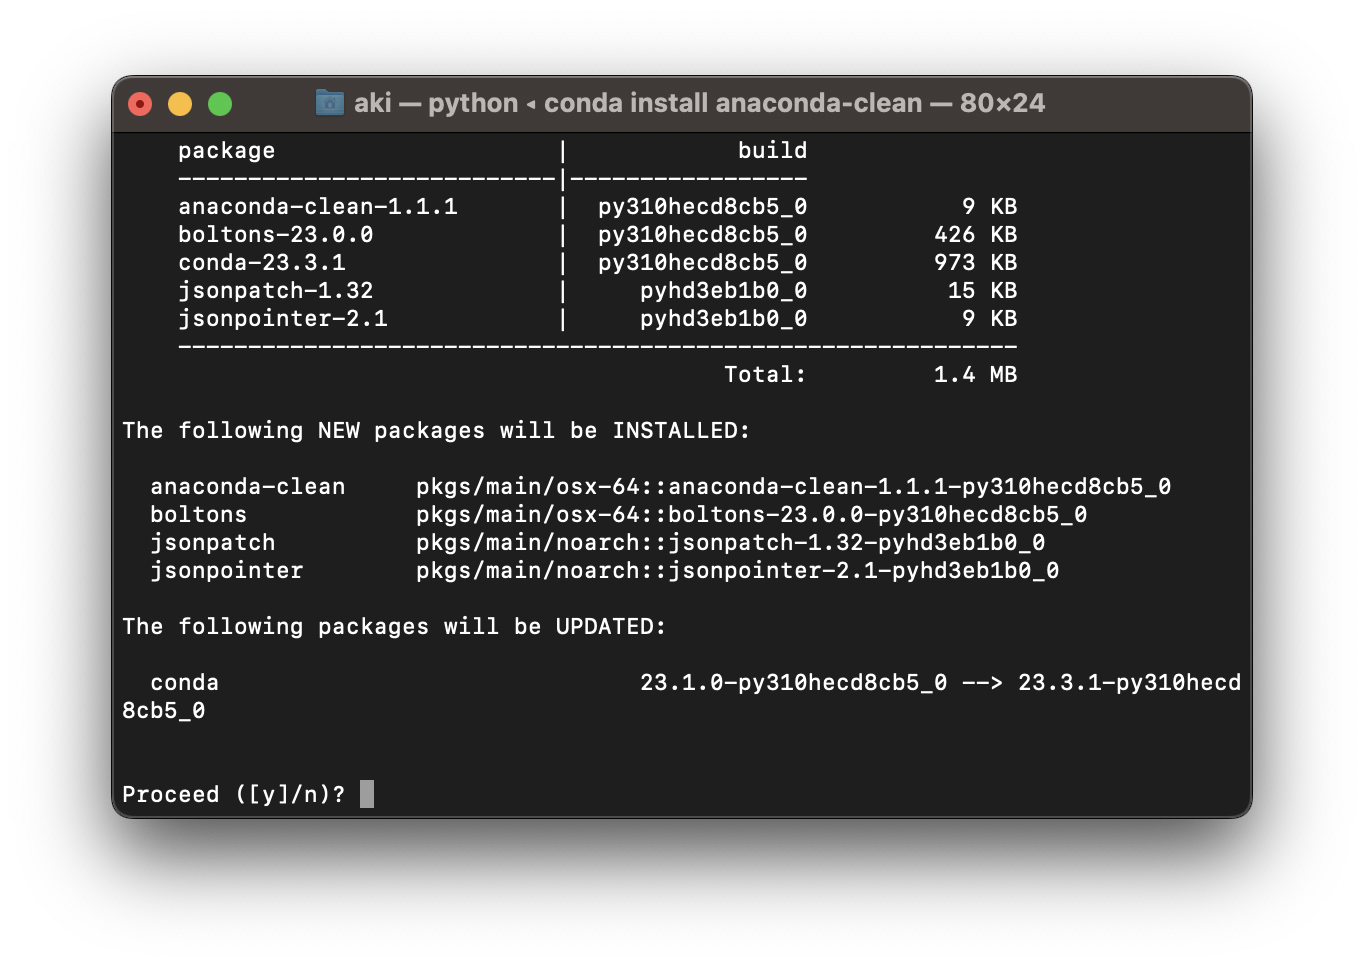 aki — python ◂ conda install anaconda-clean — 80×24
    package                    |            build
    ---------------------------|-----------------
    anaconda-clean-1.1.1       |  py310hecd8cb5_0           9 KB
    boltons-23.0.0             |  py310hecd8cb5_0         426 KB
    conda-23.3.1               |  py310hecd8cb5_0         973 KB
    jsonpatch-1.32             |     pyhd3eb1b0_0          15 KB
    jsonpointer-2.1            |     pyhd3eb1b0_0           9 KB
    ------------------------------------------------------------
                                           Total:         1.4 MB
The following NEW packages will be INSTALLED:
  anaconda-clean     pkgs/main/osx-64::anaconda-clean-1.1.1-py310hecd8cb5_0
  boltons            pkgs/main/osx-64::boltons-23.0.0-py310hecd8cb5_0
  jsonpatch          pkgs/main/noarch::jsonpatch-1.32-pyhd3eb1b0_0
  jsonpointer        pkgs/main/noarch::jsonpointer-2.1-pyhd3eb1b0_0
The following packages will be UPDATED:
  conda                              23.1.0-py310hecd8cb5_0 --> 23.3.1-py310hecd
8cb5_0
Proceed ([y]/n)?